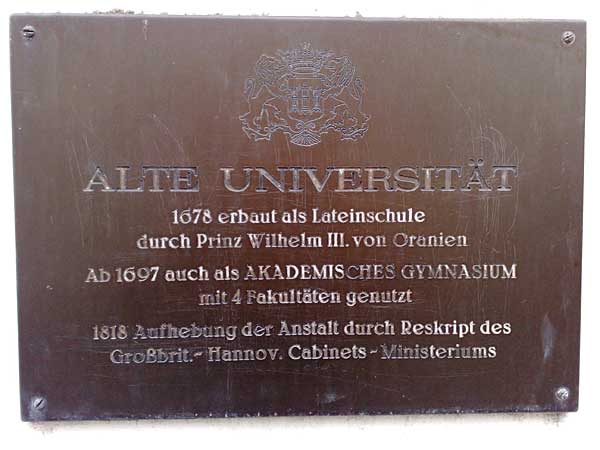 ALTE UNIVERSITÄT
1678 erbaut als Lateinschule
durch Prinz Wilhelm III. von Oranien
Ab 1697 auch als AKADEMISCHES GYMNASIUM
mit 4 Fakultäten genutzt
1818 Aufhebung der Anstalt durch Reskript des
Großbrit.- Hannov. Cabinets - Ministeriums